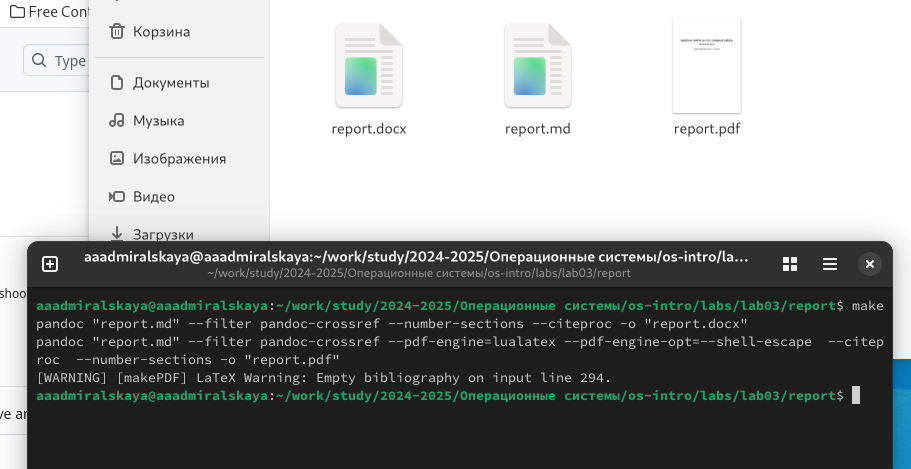 Free Cont
Type
Корзина
Документы
Музыка
Изображения
Видео
Загрузки
report.docx
report.md
report.pdf
shoo
ve an
aaadmiralskaya@aaadmiralskaya:~/work/study/2024-2025/Операционные системы/os-intro/la...
~/work/study/2024-2025/Операционные системы/os-intro/labs/lab03/report
aaadmiralskaya@aaadmiralskaya:~/work/study/2024-2025/Операционные системы/os-intro/labs/lab03/report$ make
pandoc "report.md" --filter pandoc-crossref --number-sections --citeproc -o "report.docx"
pandoc "report.md" --filter pandoc-crossref --pdf-engine=lualatex --pdf-engine-opt=--shell-escape  --citep
roc  --number-sections -o "report.pdf"
[WARNING] [makePDF] LaTeX Warning: Empty bibliography on input line 294.
aaadmiralskaya@aaadmiralskaya:~/work/study/2024-2025/Операционные системы/os-intro/labs/lab03/report$